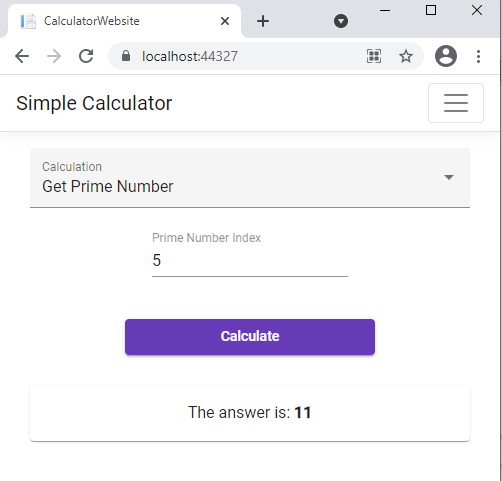 CalculatorWebsite
localhost:44327
Simple Calculator
Calculation
Get Prime Number
Prime Number Index
5
Calculate
The answer is: 11